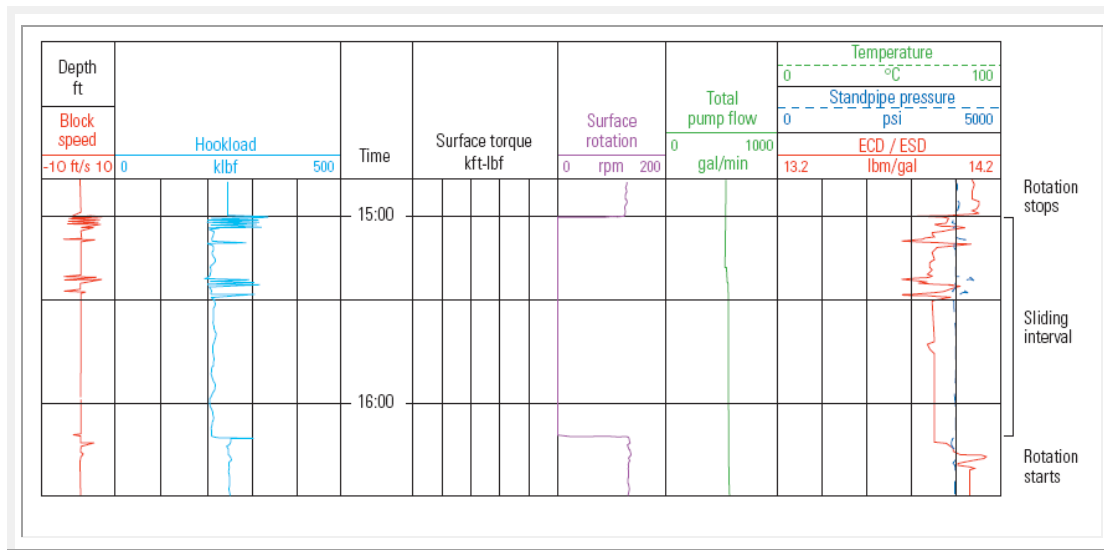 Depth
ft
Block
speed
-10 ft/s 10
Hookload
0 klbf 500
Time
Surface torque
kft-lbf
Surface
rotation
0 rpm 200
Total
pump flow
0 1000
gal/min
Temperature
0 °C 100
Standpipe pressure
0 psi 5000
ECD / ESD
13.2 lbm/gal 14.2
Rotation
stops
15:00
Sliding
interval
16:00
Rotation
starts